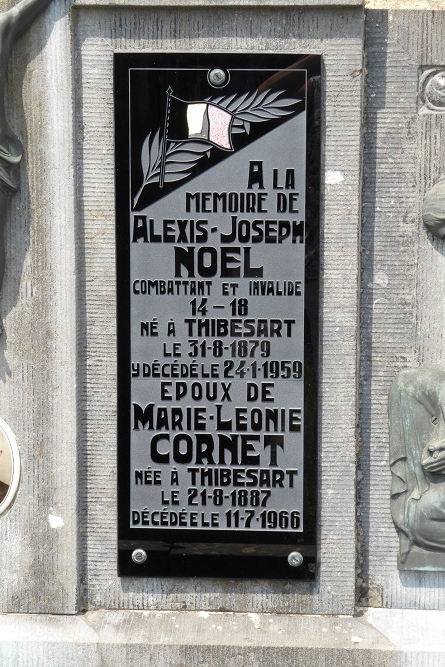 A LA
MEMOIRE DE
ALEXIS-JOSEPH
NOEL
COMBATTANT ET INVALIDE
14-18
NÉ À THIBESART
LE 31-8-1879
Y DÉCÉDÉ LE 24-1-1959
EPOUX DE
MARIE-LEONIE
CORNET
NÉE À THIBESART
LE 21-8-1887
DÉCÉDÉE LE 11-7-1966